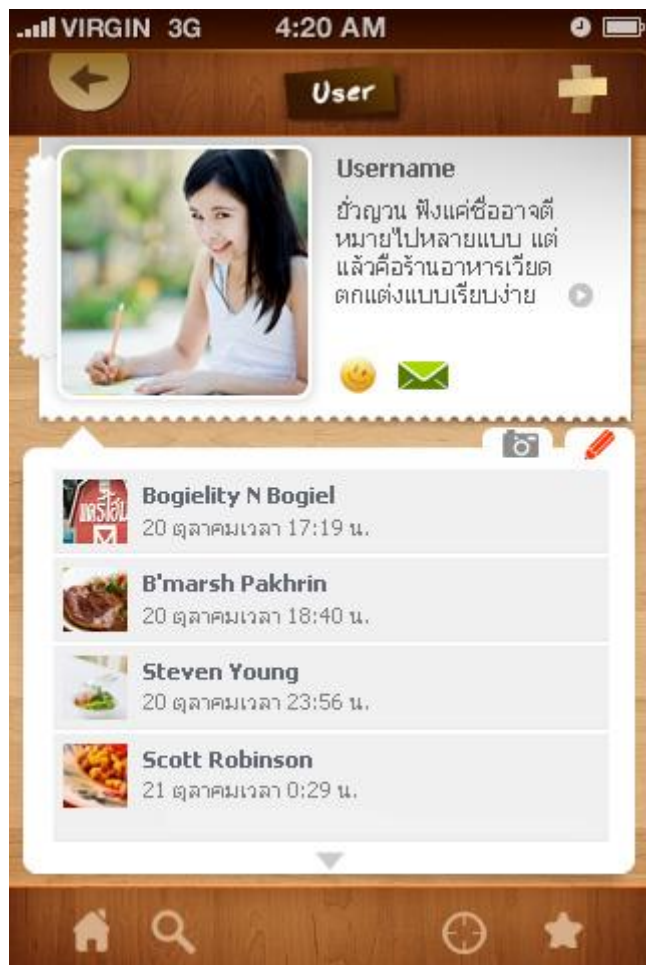 VIRGIN 3G 4:20 AM
User
Username
ยั่วญวน ฟังแค่ชื่ออาจตี
หมายไปหลายแบบ แต่
แล้วคือร้านอาหารเวียด
ตกแต่งแบบเรียบง่าย
Bogielity N Bogiel
20 ตุลาคมเวลา 17:19 น.
B'marsh Pakhrin
20 ตุลาคมเวลา 18:40 น.
Steven Young
20 ตุลาคมเวลา 23:56 น.
Scott Robinson
21 ตุลาคมเวลา 0:29 น.